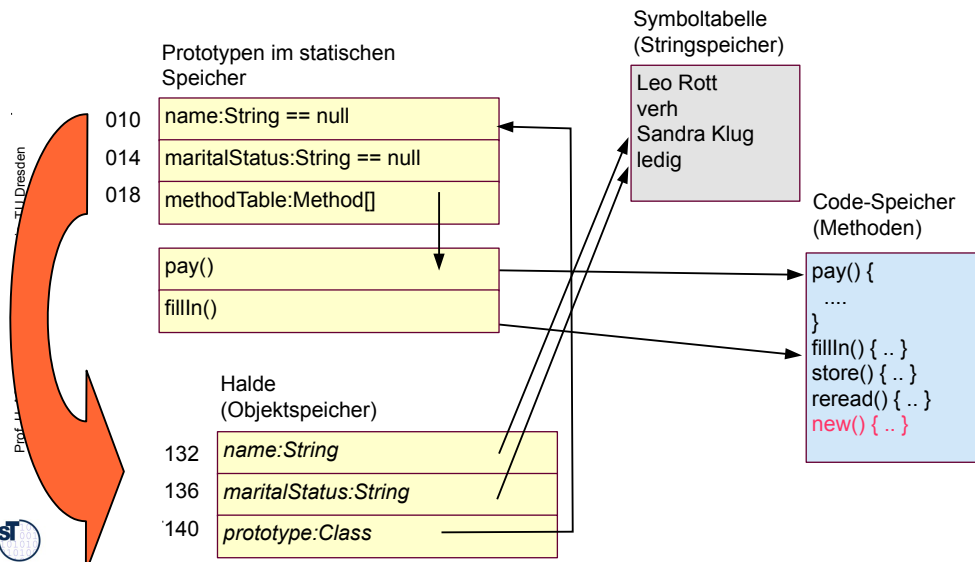 Symboltabelle
(Stringspeicher)
Leo Rott
verh
Sandra Klug
ledig
Prototypen im statischen
Speicher
010 name:String == null
014 maritalStatus:String == null
018 methodTable:Method[]
pay()
fillIn()
Code-Speicher
(Methoden)
pay() {
....
}
fillIn() { .. }
store() { .. }
reread() { .. }
new() { .. }
Halde
(Objektspeicher)
132 name:String
136 maritalStatus:String
140 prototype:Class
TU Dresden
Prof.
sT